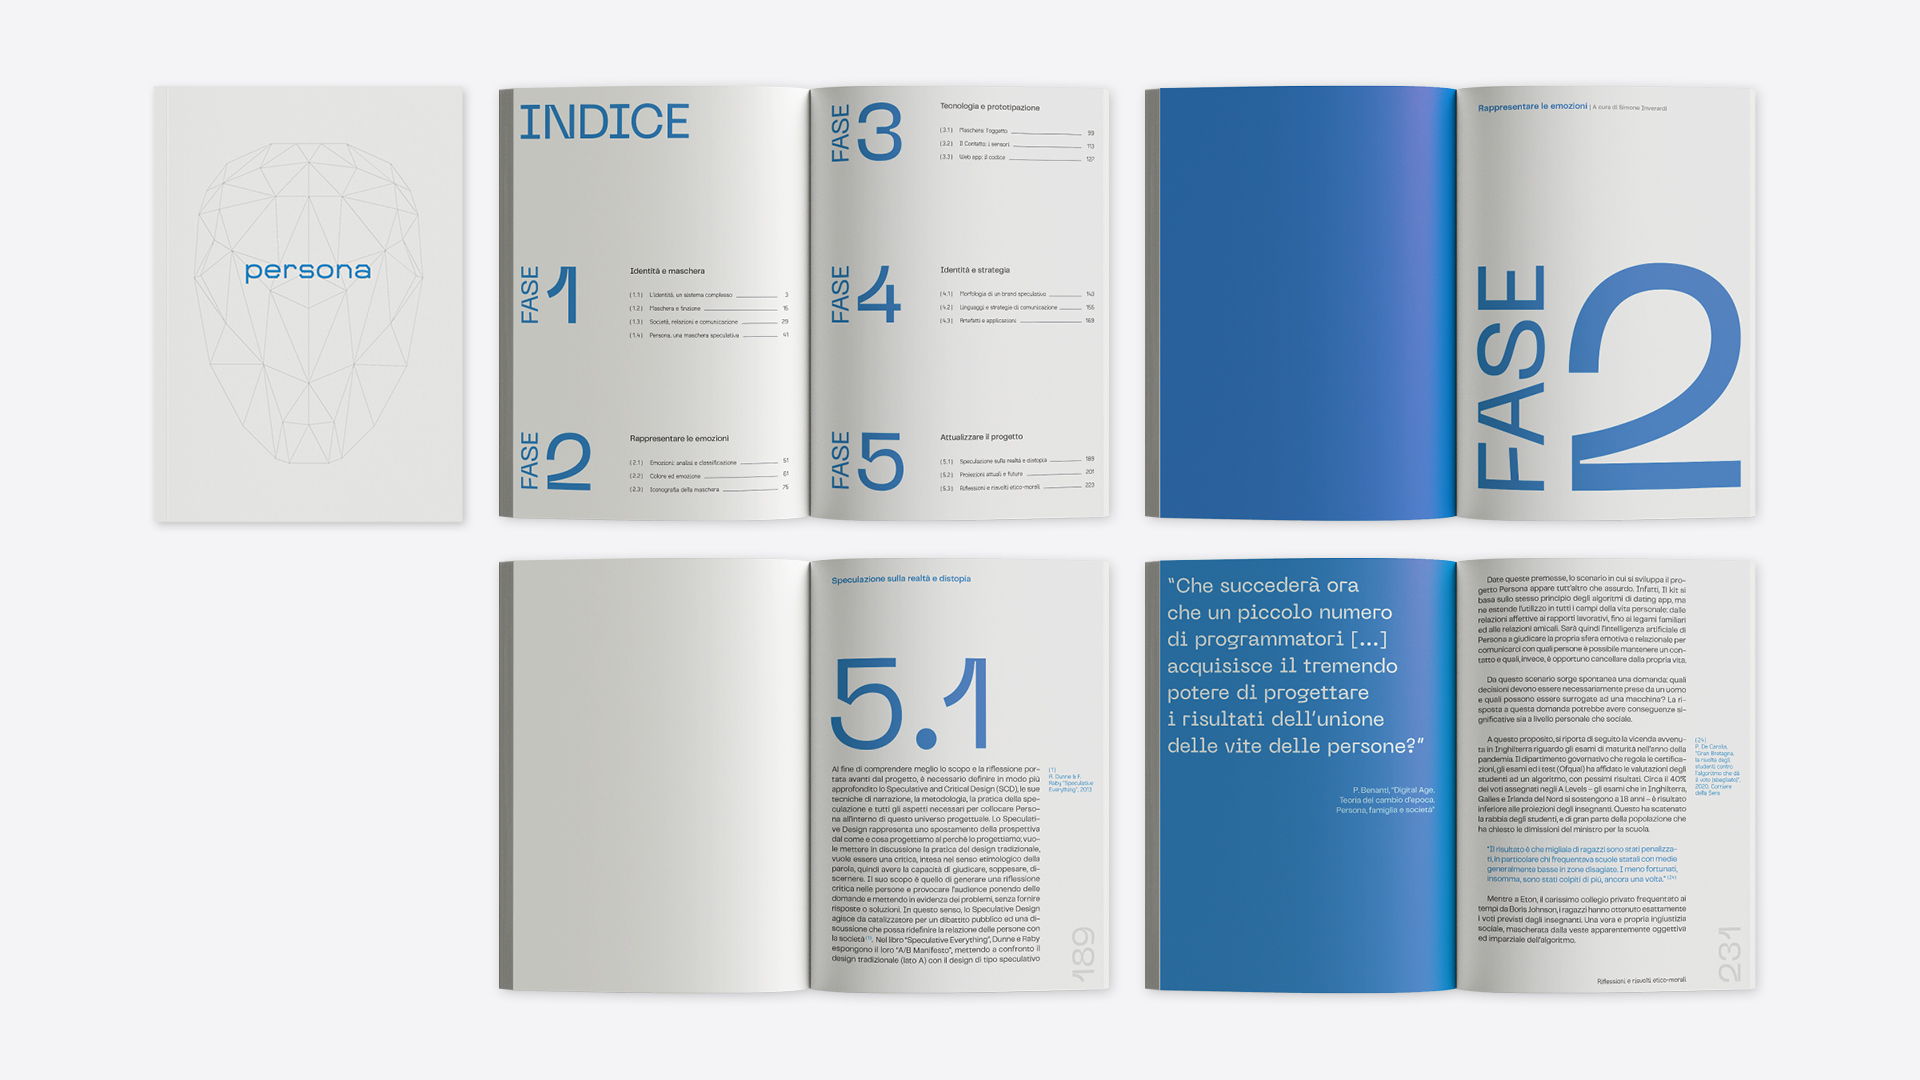 persona
INDICE
FASE 1
Identità e maschera
(1.1) L'identità, un sistema complesso 3
(1.2) Maschera e finzione 15
(1.3) Società, relazioni e comunicazione 29
(1.4) Persona, una maschera speculativa 41
FASE 2
Rappresentare le emozioni
(2.1) Emozioni: analisi e classificazione 51
(2.2) Colore ed emozione 61
(2.3) Iconografia della maschera 75
FASE 3
Tecnologia e prototipazione
(3.1) Maschera: l'oggetto 99
(3.2) Il Contatto: i sensori 113
(3.3) Web app: il codice 127
FASE 4
Identità e strategia
(4.1) Morfologia di un brand speculativo 143
(4.2) Linguaggi e strategie di comunicazione 155
(4.3) Artefatti e applicazioni 169
FASE 5
Attualizzare il progetto
(5.1) Speculazione sulla realtà e distopia 189
(5.2) Proiezioni attuali e future 201
(5.3) Riflessioni e risvolti etico-morali 223
Rappresentare le emozioni | A cura di Simone Inverardi
FASE 2
Speculazione sulla realtà e distopia
5.1
Al fine di comprendere meglio lo scopo e la riflessione por-
tata avanti dal progetto, è necessario definire in modo più
approfondito lo Speculative and Critical Design (SCD), le sue
tecniche di narrazione, la metodologia, la pratica della spe-
culazione e tutti gli aspetti necessari per collocare Perso-
na all'interno di questo universo progettuale. Lo Speculati-
ve Design rappresenta uno spostamento della prospettiva
dal come e cosa progettiamo al perché lo progettiamo; vuo-
le mettere in discussione la pratica del design tradizionale,
vuole essere una critica, intesa nel senso etimologico della
parola, quindi avere la capacità di giudicare, soppesare, di-
scernere. Il suo scopo è quello di generare una riflessione
critica nelle persone e provocare l'audience ponendo delle
domande e mettendo in evidenza dei problemi, senza fornire
risposte o soluzioni. In questo senso, lo Speculative Design
agisce da catalizzatore per un dibattito pubblico ed una di-
scussione che possa ridefinire la relazione delle persone con
la società (1). Nel libro "Speculative Everything", Dunne e Raby
espongono il loro "A/B Manifesto", mettendo a confronto il
design tradizionale (lato A) con il design di tipo speculativo
(1)
A. Dunne & F.
Raby "Speculative
Everything", 2013
189
"Che succederà ora
che un piccolo numero
di programmatori [...]
acquisisce il tremendo
potere di progettare
i risultati dell'unione
delle vite delle persone?"
P. Benanti, "Digital Age.
Teoria del cambio d'epoca.
Persona, famiglia e società"
Date queste premesse, lo scenario in cui si sviluppa il pro-
getto Persona appare tutt'altro che assurdo. Infatti, il kit si
basa sullo stesso principio degli algoritmi di dating app, ma
ne estende l'utilizzo in tutti i campi della vita personale: dalle
relazioni affettive ai rapporti lavorativi, fino ai legami familiari
ed alle relazioni amicali. Sarà quindi l'intelligenza artificiale di
Persona a giudicare la propria sfera emotiva e relazionale per
comunicarci con quali persone è possibile mantenere un con-
tatto e quali, invece, è opportuno cancellare dalla propria vita.
Da questo scenario sorge spontanea una domanda: quali
decisioni devono essere necessariamente prese da un uomo
e quali possono essere surrogate ad una macchina? La ri-
sposta a questa domanda potrebbe avere conseguenze si-
gnificative sia a livello personale che sociale.
A questo proposito, si riporta di seguito la vicenda avvenu-
ta in Inghilterra riguardo gli esami di maturità nell'anno della
pandemia. Il dipartimento governativo che regola le certifica-
zioni, gli esami ed i test (Ofqual) ha affidato le valutazioni degli
studenti ad un algoritmo, con pessimi risultati. Circa il 40%
dei voti assegnati negli A Levels – gli esami che in Inghilterra,
Galles e Irlanda del Nord si sostengono a 18 anni – è risultato
inferiore alle proiezioni degli insegnanti. Questo ha scatenato
la rabbia degli studenti, e di gran parte della popolazione che
ha chiesto le dimissioni del ministro per la scuola.
"Il risultato è che migliaia di ragazzi sono stati penalizza-
ti, in particolare chi frequentava scuole statali con medie
generalmente basse in zone disagiate. I meno fortunati,
insomma, sono stati colpiti di più, ancora una volta." (24)
Mentre a Eton, il carissimo collegio privato frequentato ai
tempi da Boris Johnson, i ragazzi hanno ottenuto esattamente
i voti previsti dagli insegnanti. Una vera e propria ingiustizia
sociale, mascherata dalla veste apparentemente oggettiva
ed imparziale dell'algoritmo.
(24)
P. De Carolis,
"Gran Bretagna,
la rivolta degli
studenti contro
l'algoritmo che dà
il voto (sbagliato)",
2020, Corriere
della Sera
Riflessioni e risvolti etico-morali
231